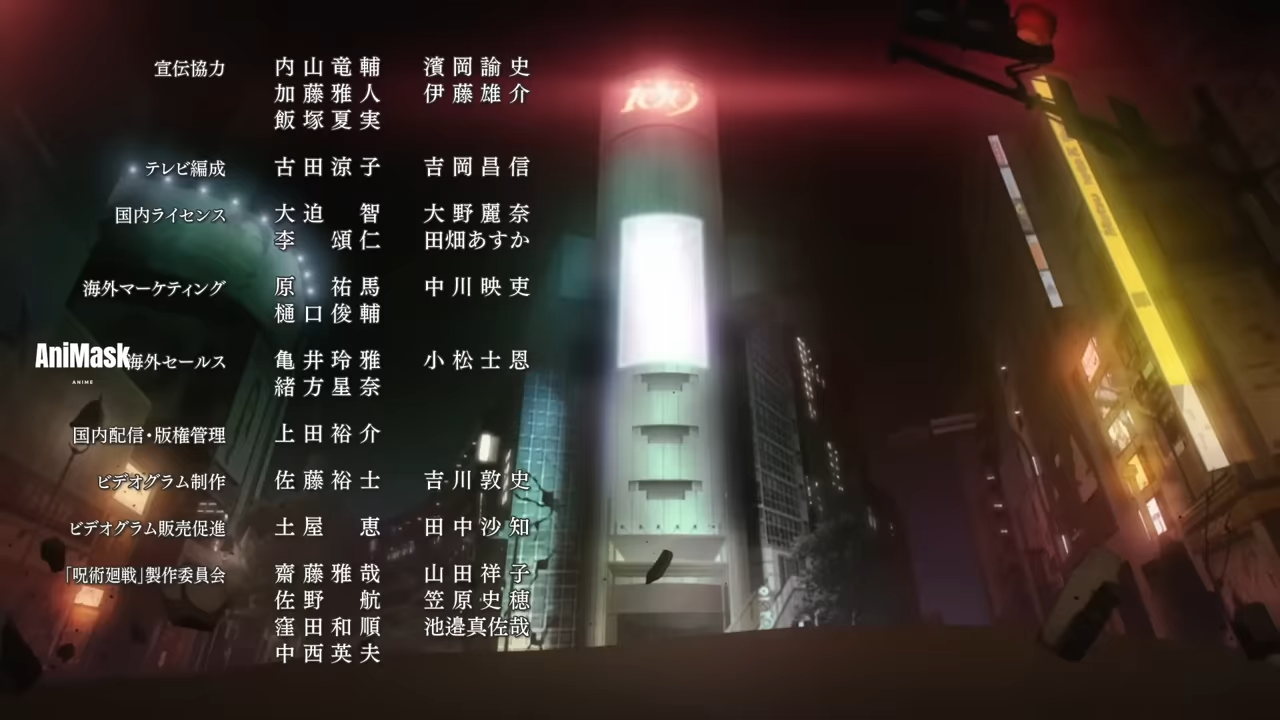 宣伝協力 内山竜輔 濱岡諭史
加藤雅人 伊藤雄介
飯塚夏実
テレビ編成 古田涼子 吉岡昌信
国内ライセンス 大迫 智 大野麗奈
李 頌仁 田畑あすか
海外マーケティング 原 祐馬 中川映吏
樋口俊輔
AniMask 海外セールス 亀井玲雅 小松士恩
ANIME
緒方星奈
国内配信・版権管理 上田裕介
ビデオグラム制作 佐藤裕士 吉川敦史
ビデオグラム販売促進 土屋 恵 田中沙知
「呪術廻戦」製作委員会 齋藤雅哉 山田祥子
佐野 航 笠原史穂
窪田和順 池邉真佐哉
中西英夫
109